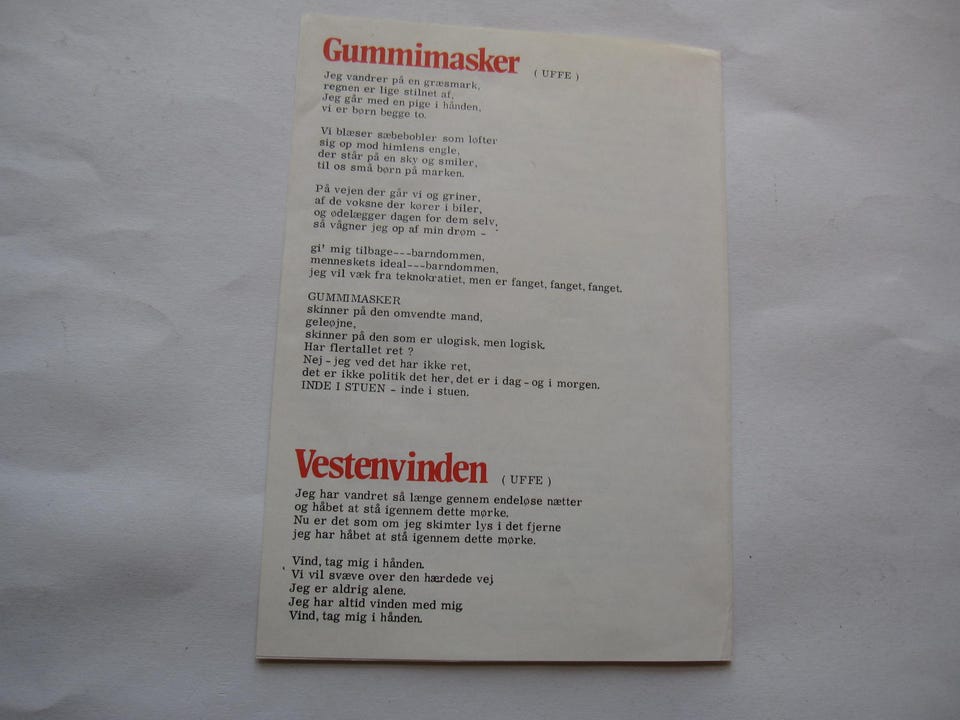 Gummimasker ( UFFE )
Jeg vandrer på en græsmark,
regnen er lige stilnet af,
Jeg går med en pige i hånden,
vi er børn begge to.
Vi blæser sæbebobler som løfter
sig op mod himlens engle,
der står på en sky og smiler,
til os små børn på marken.
På vejen der går vi og griner,
af de voksne der kører i biler,
og ødelægger dagen for dem selv,
så vågner jeg op af min drøm -
gi' mig tilbage---barndommen,
menneskets ideal---barndommen,
jeg vil væk fra teknokratiet, men er fanget, fanget, fanget.
GUMMIMASKER
skinner på den omvendte mand,
geleøjne,
skinner på den som er ulogisk, men logisk.
Har flertallet ret ?
Nej - jeg ved det har ikke ret,
det er ikke politik det her, det er i dag - og i morgen.
INDE I STUEN - inde i stuen.
Vestenvinden ( UFFE )
Jeg har vandret så længe gennem endeløse nætter
og håbet at stå igennem dette mørke.
Nu er det som om jeg skimter lys i det fjerne
jeg har håbet at stå igennem dette mørke.
Vind, tag mig i hånden.
Vi vil svæve over den hærdede vej.
Jeg er aldrig alene.
Jeg har altid vinden med mig.
Vind, tag mig i hånden.